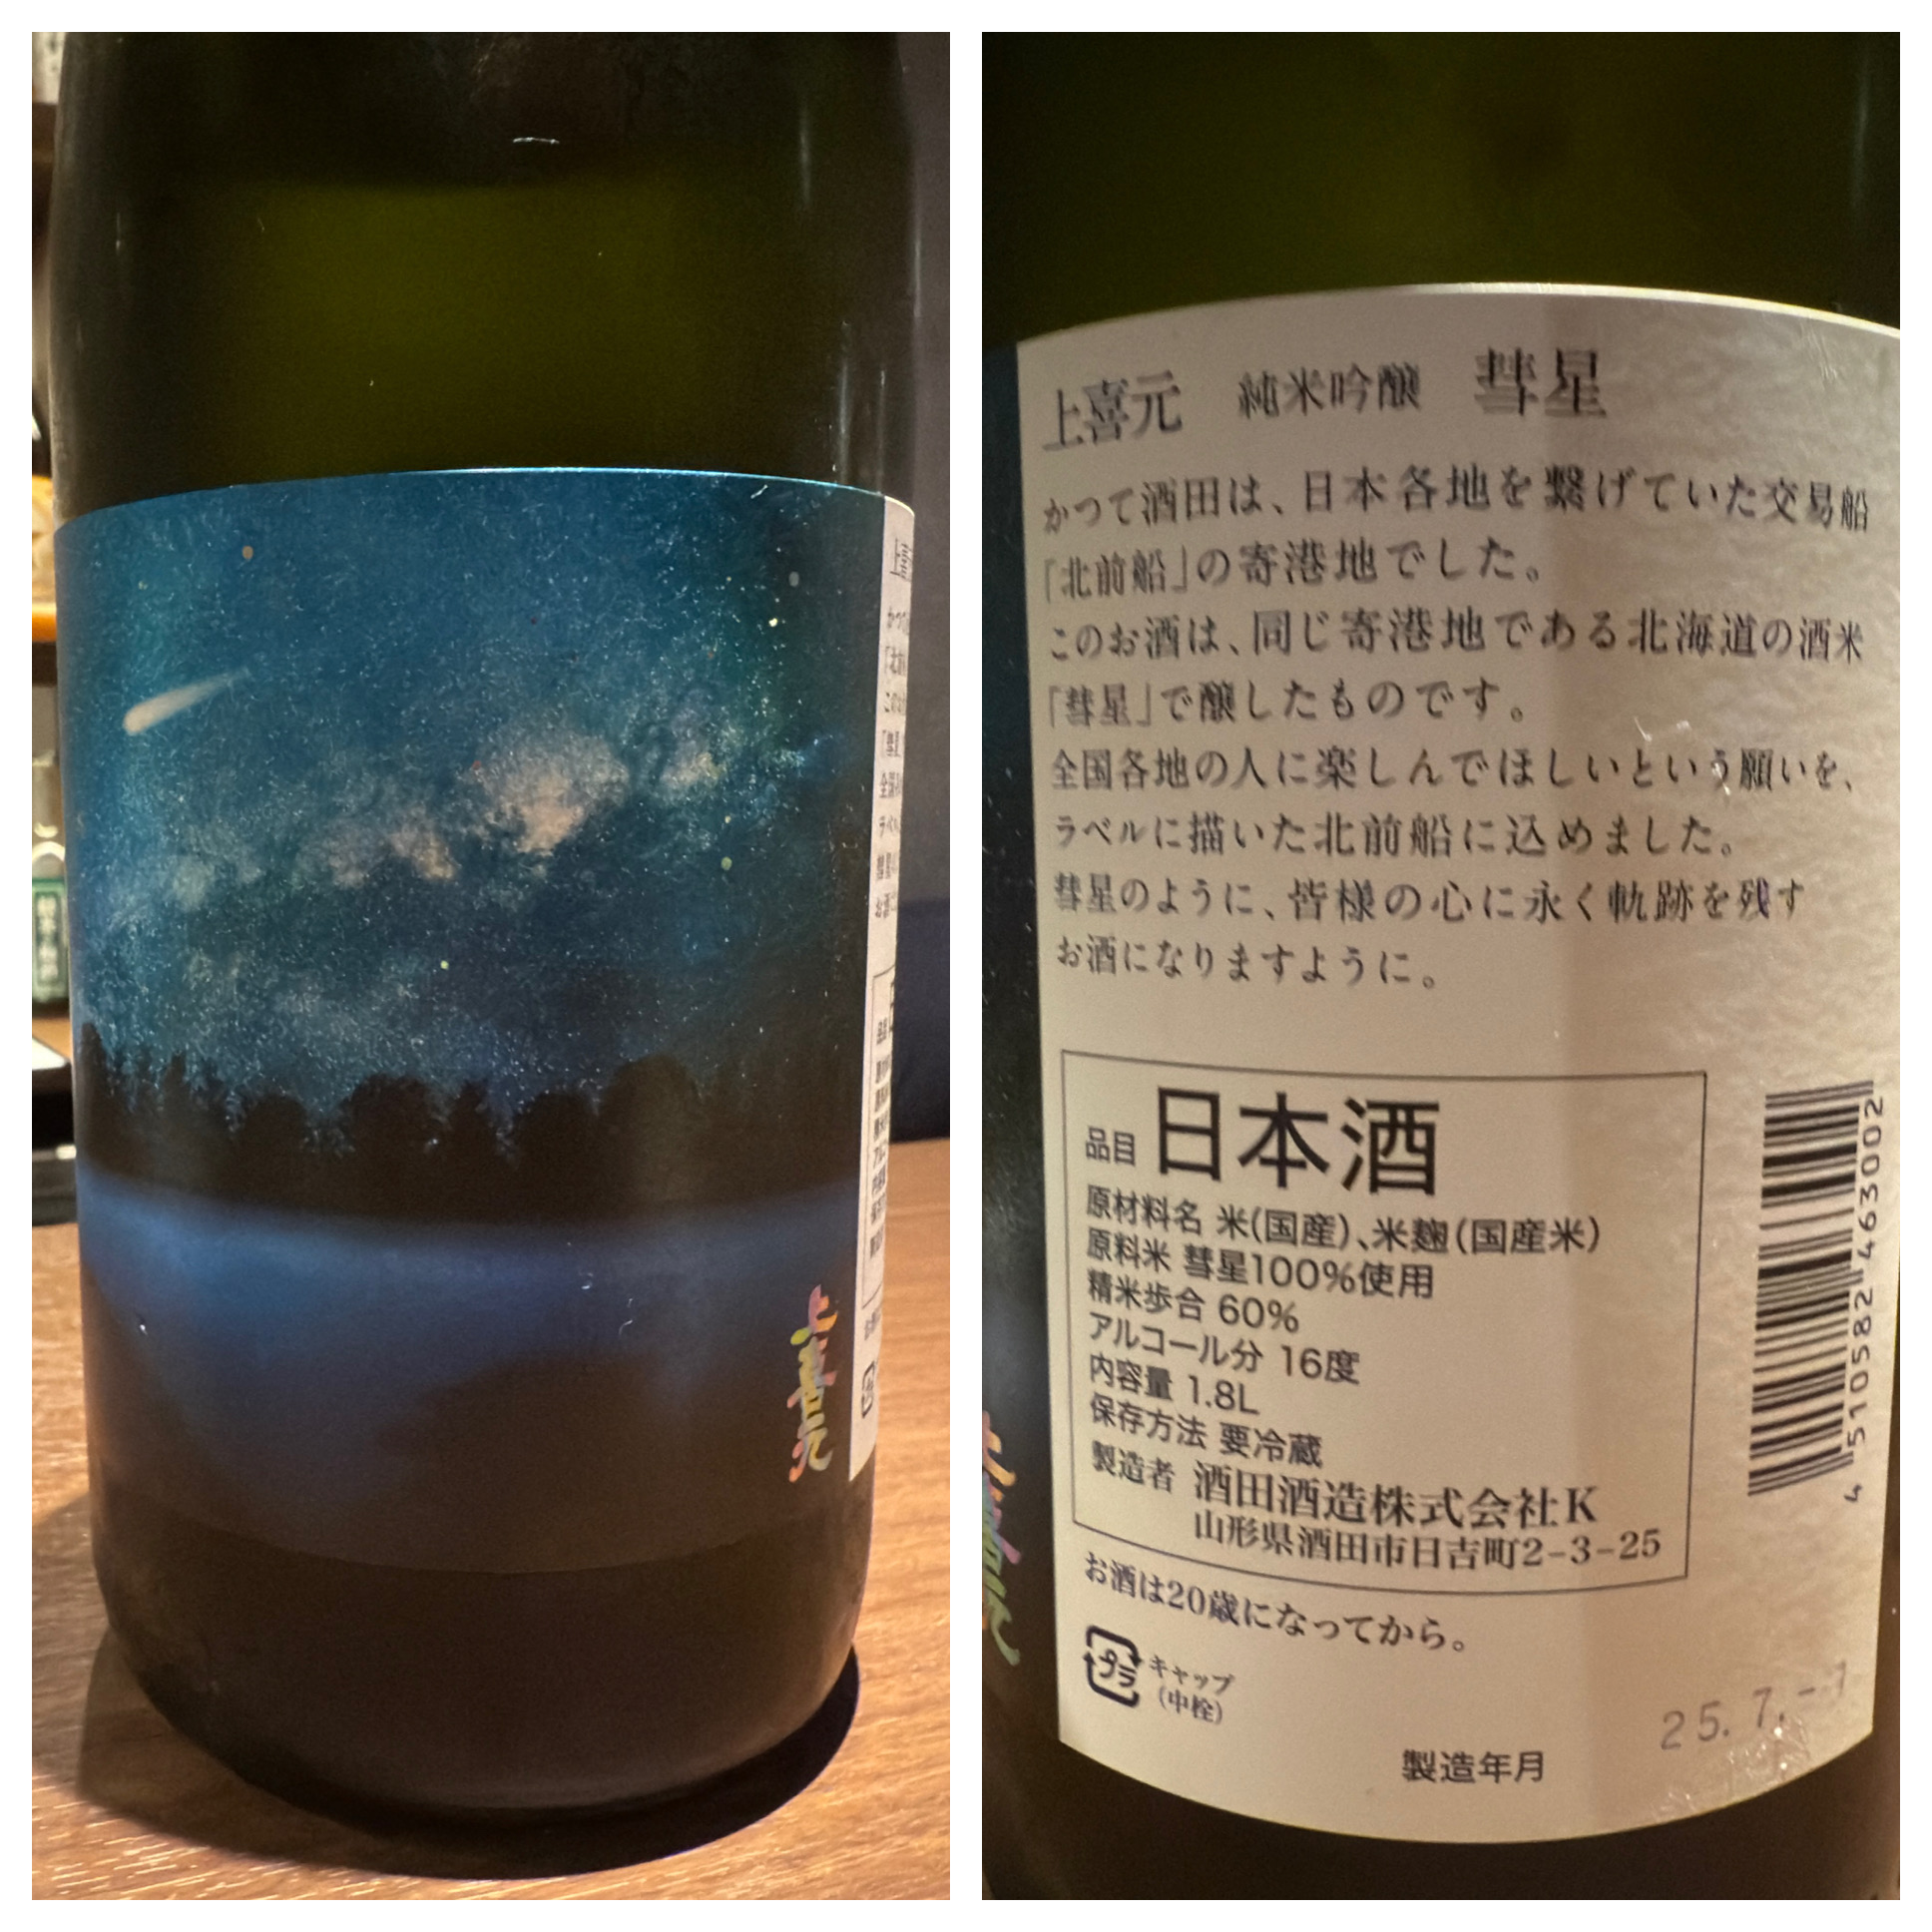 上喜元
上喜元 純米吟醸 彗星
かつて酒田は、日本各地を繋げていた交易船
「北前船」の寄港地でした。
このお酒は、同じ寄港地である北海道の酒米
「彗星」で醸したものです。
全国各地の人に楽しんでほしいという願いを、
ラベルに描いた北前船に込めました。
彗星のように、皆様の心に永く軌跡を残す
お酒になりますように。
品目 日本酒
原材料名 米(国産)、米麹(国産米)
原料米 彗星100%使用
精米歩合 60%
アルコール分 16度
内容量 1.8L
保存方法 要冷蔵
製造者 酒田酒造株式会社K
山形県酒田市日吉町2-3-25
4510582463002
お酒は20歳になってから。
プラ キャップ
(中栓)
25.7.
製造年月